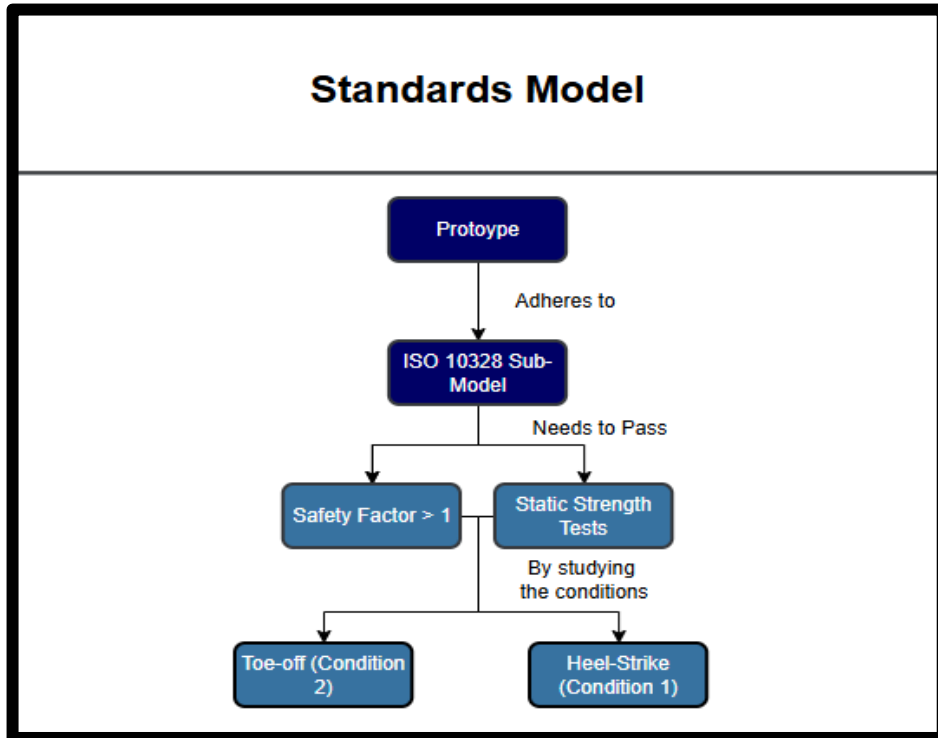 Standards Model
Protoype
Adheres to
ISO 10328 Sub-
Model
Needs to Pass
Safety Factor > 1
Static Strength
Tests
By studying
the conditions
Toe-off (Condition
2)
Heel-Strike
(Condition 1)